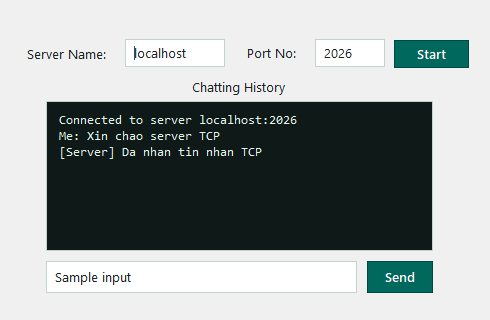 Server Name: localhost Port No: 2026 Start
Chatting History
Connected to server localhost:2026
Me: Xin chao server TCP
[Server] Da nhan tin nhan TCP
Sample input Send